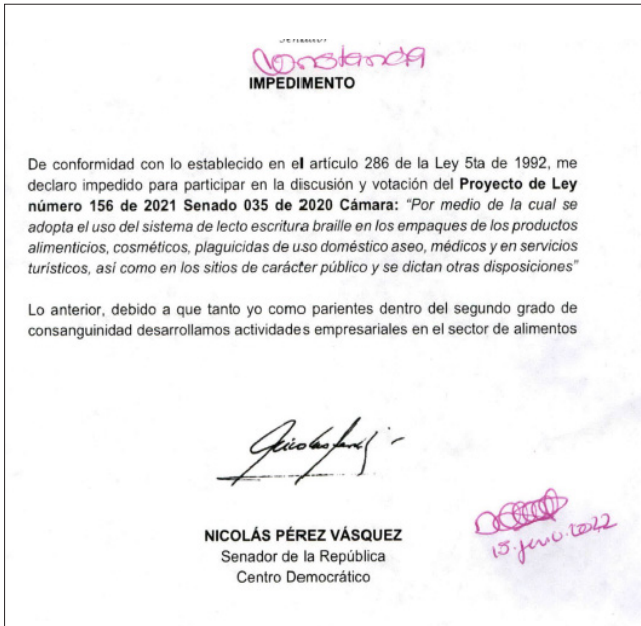 Constancia
IMPEDIMENTO
De conformidad con lo establecido en el artículo 286 de la Ley 5ta de 1992, me
declaro impedido para participar en la discusión y votación del Proyecto de Ley
número 156 de 2021 Senado 035 de 2020 Cámara: “Por medio de la cual se
adopta el uso del sistema de lecto escritura braille en los empaques de los productos
alimenticios, cosméticos, plaguicidas de uso doméstico aseo, médicos y en servicios
turísticos, así como en los sitios de carácter público y se dictan otras disposiciones”
Lo anterior, debido a que tanto yo como parientes dentro del segundo grado de
consanguinidad desarrollamos actividades empresariales en el sector de alimentos
NICOLÁS PÉREZ VÁSQUEZ
Senador de la República
Centro Democrático